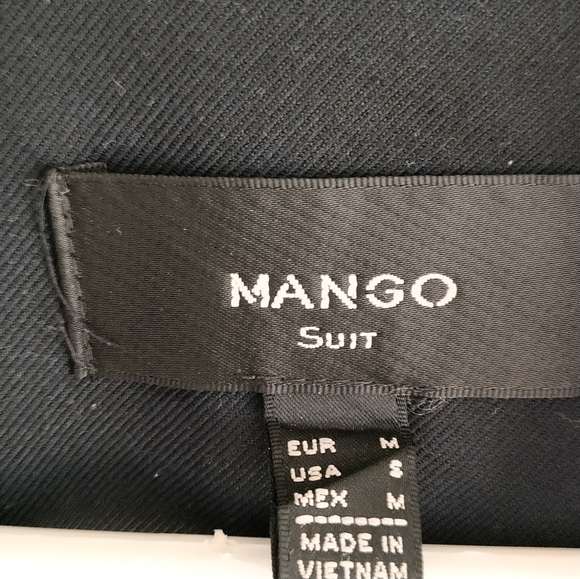 MANGO
SUIT
EUR M
USA S
MEX M
MADE IN
VIETNAM